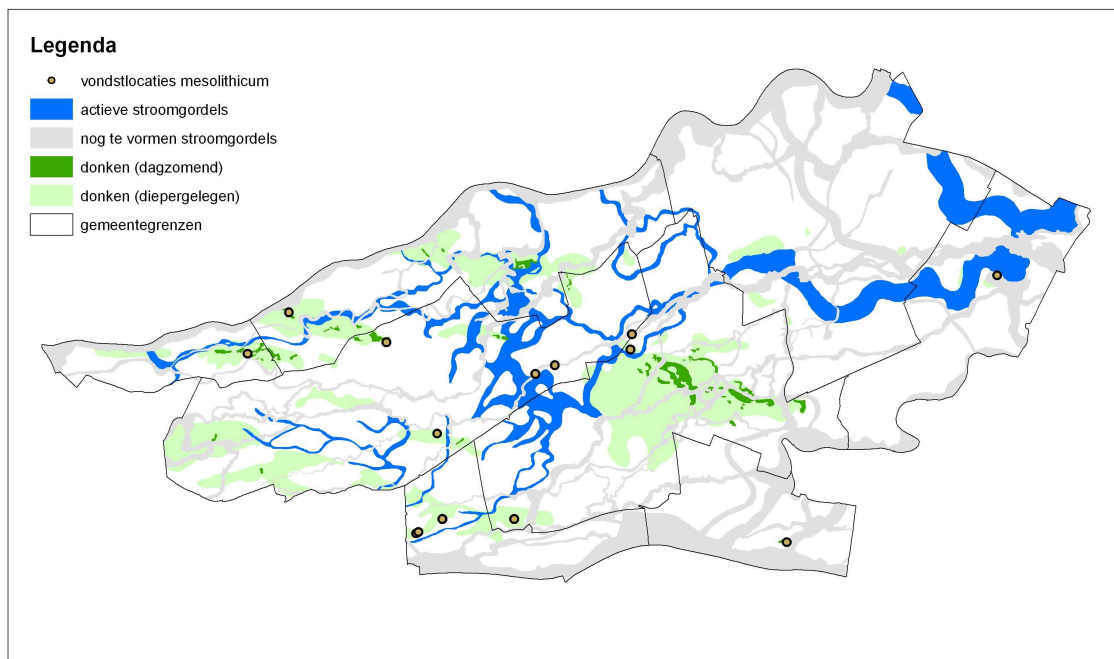 Legenda
vondstlocaties mesolithicum
actieve stroomgordels
nog te vormen stroomgordels
donken (dagzomend)
donken (diepergelegen)
gemeentegrenzen